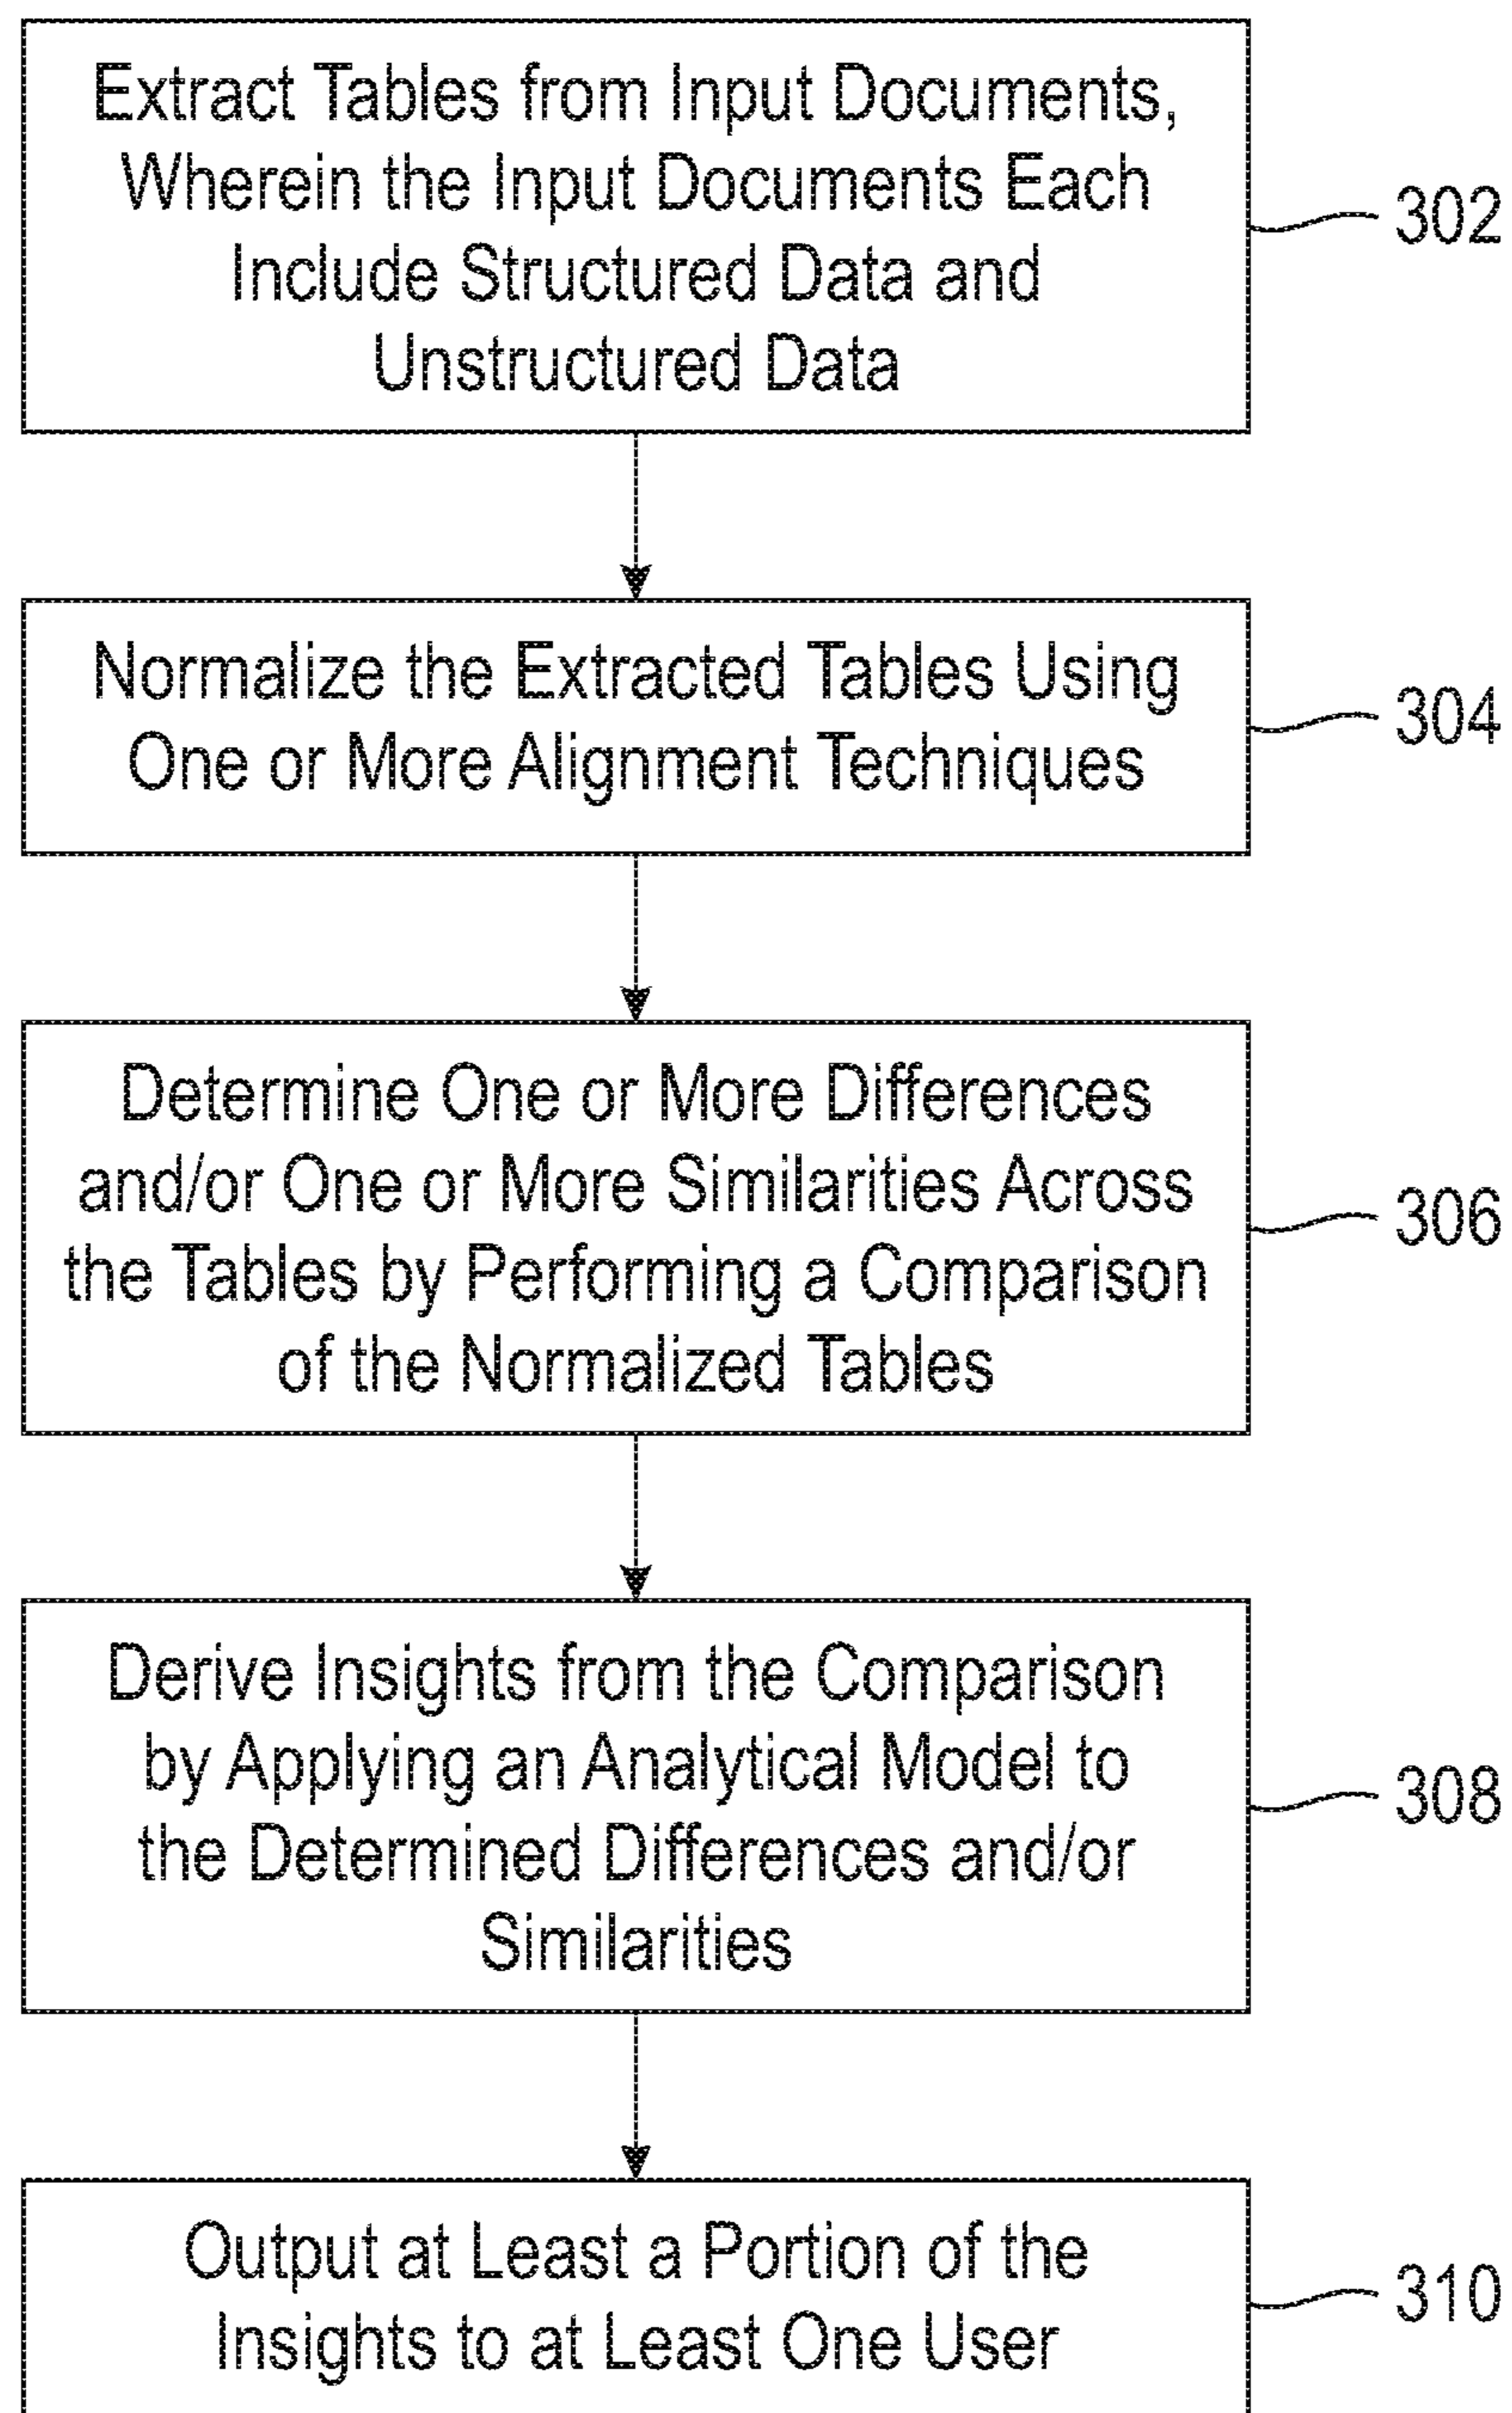 Extract Tables from Input Documents,
Wherein the Input Documents Each
Include Structured Data and
Unstructured Data
302
Normalize the Extracted Tables Using
One or More Alignment Techniques
304
Determine One or More Differences
and/or One or More Similarities Across
the Tables by Performing a Comparison
of the Normalized Tables
306
Derive Insights from the Comparison
by Applying an Analytical Model to
the Determined Differences and/or
Similarities
308
Output at Least a Portion of the
Insights to at Least One User
310